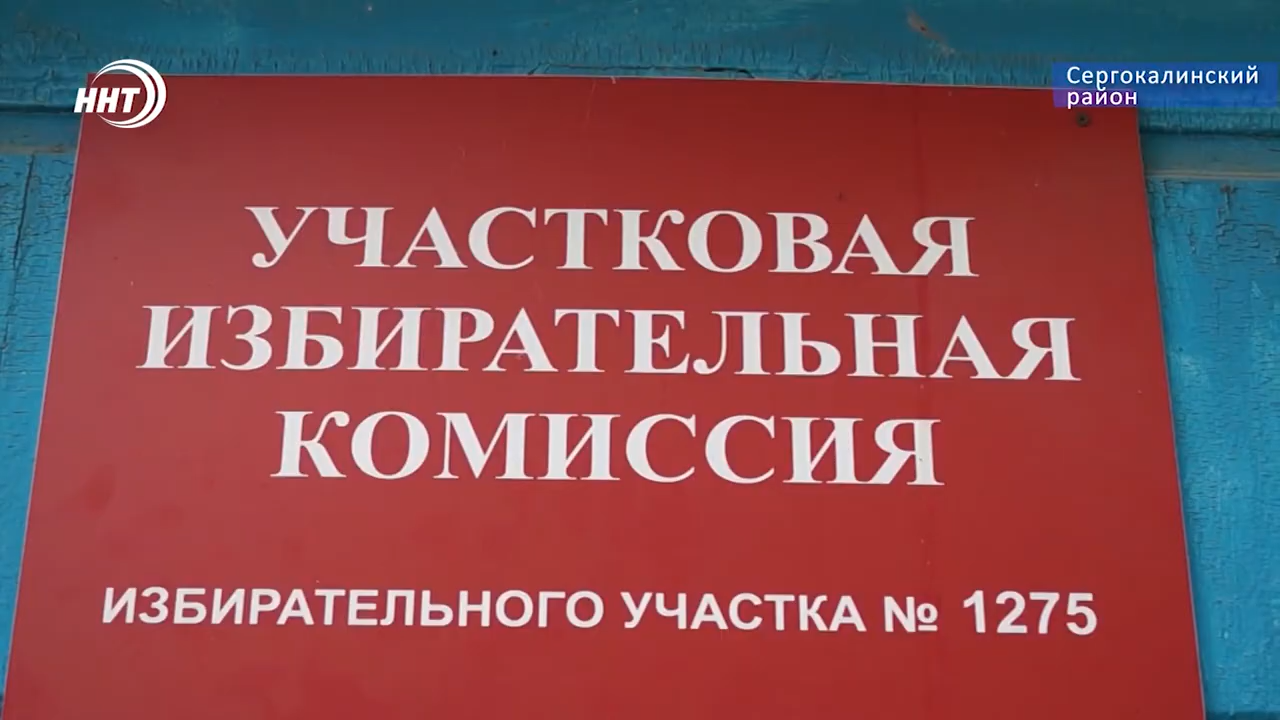 ННТ
Сергокалинский
район
УЧАСТКОВАЯ
ИЗБИРАТЕЛЬНАЯ
КОМИССИЯ
ИЗБИРАТЕЛЬНОГО УЧАСТКА № 1275